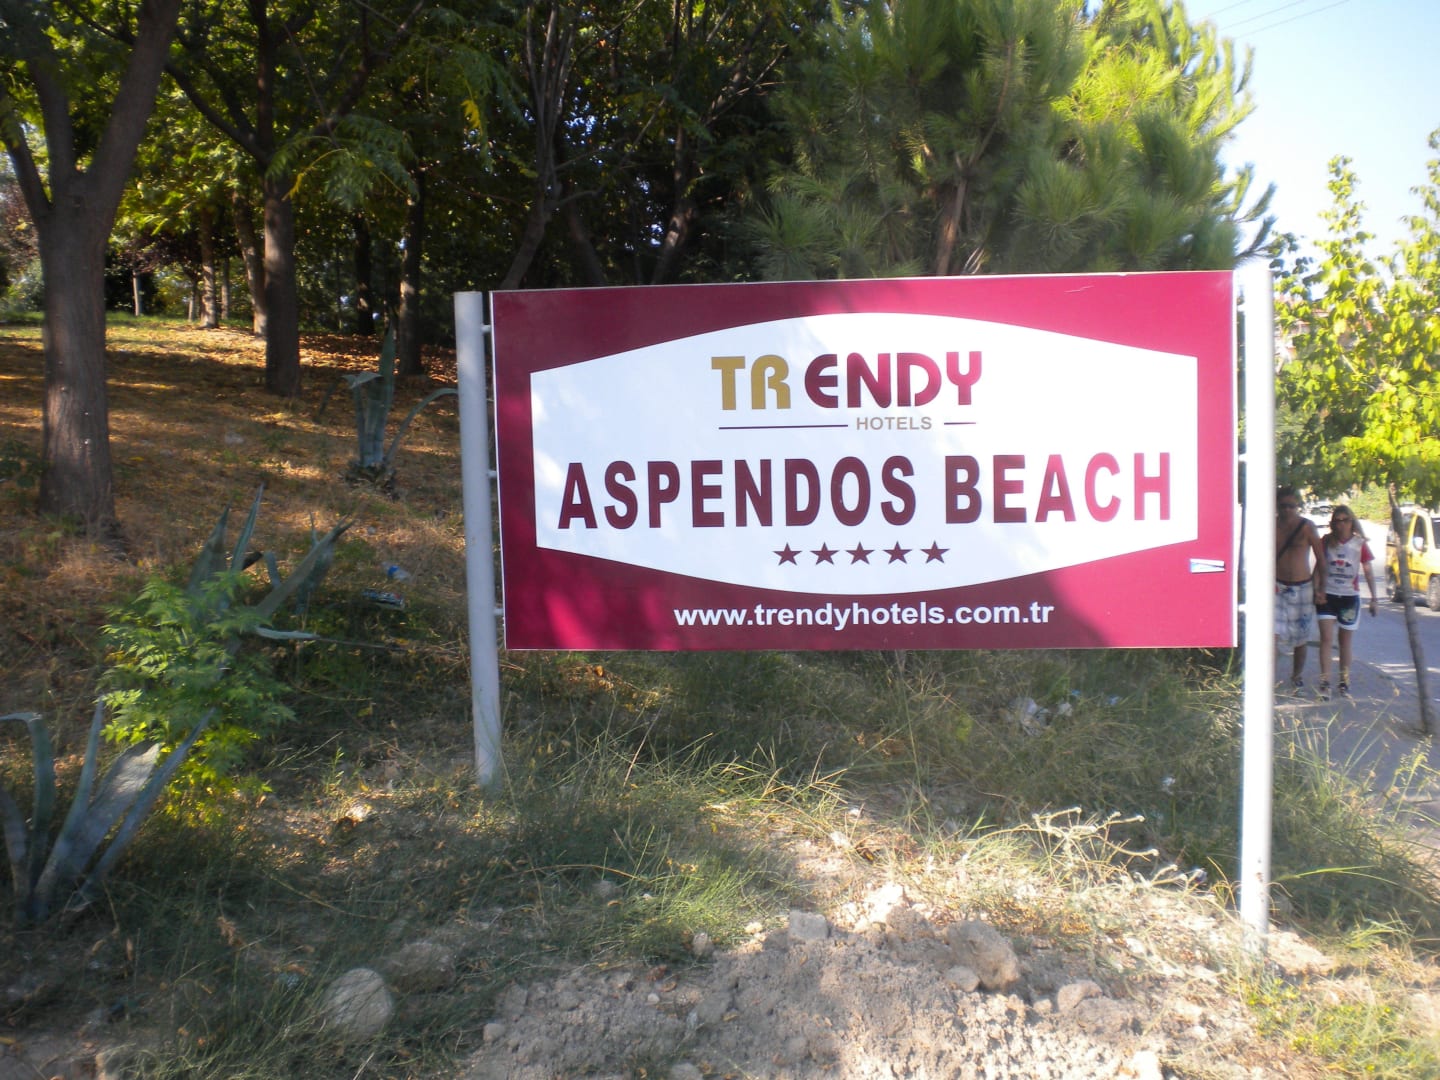 TRENDY
HOTELS
ASPENDOS BEACH
www.trendyhotels.com.tr